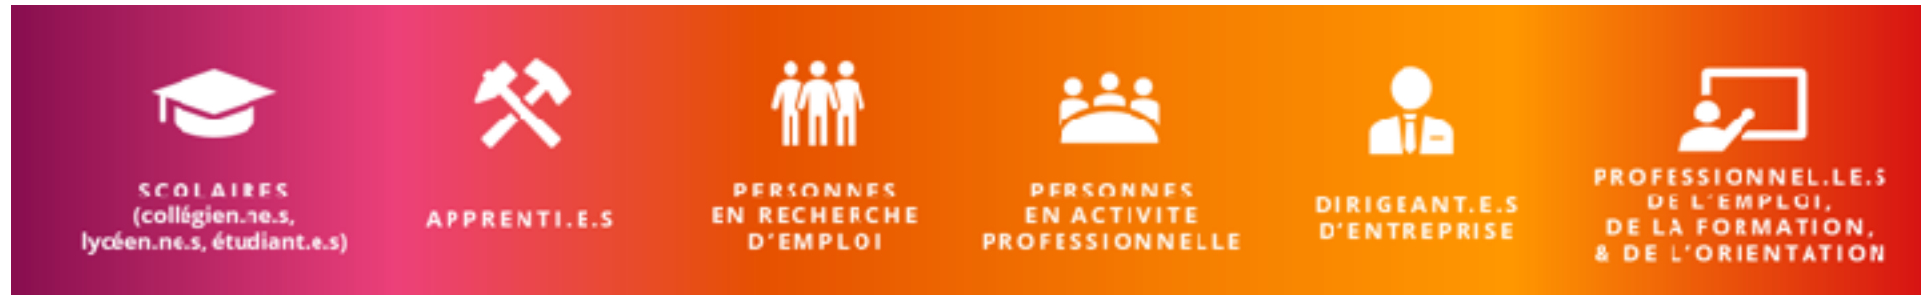 SCOLAIRES
(collégien.ne.s,
lycéen.ne.s, étudiant.e.s)
APPRENTI.E.S
PERSONNES
EN RECHERCHE
D'EMPLOI
PERSONNES
EN ACTIVITE
PROFESSIONNELLE
DIRIGEANT.E.S
D'ENTREPRISE
PROFESSIONNEL.LE.S
DE L'EMPLOI,
DE LA FORMATION,
& DE L'ORIENTATION